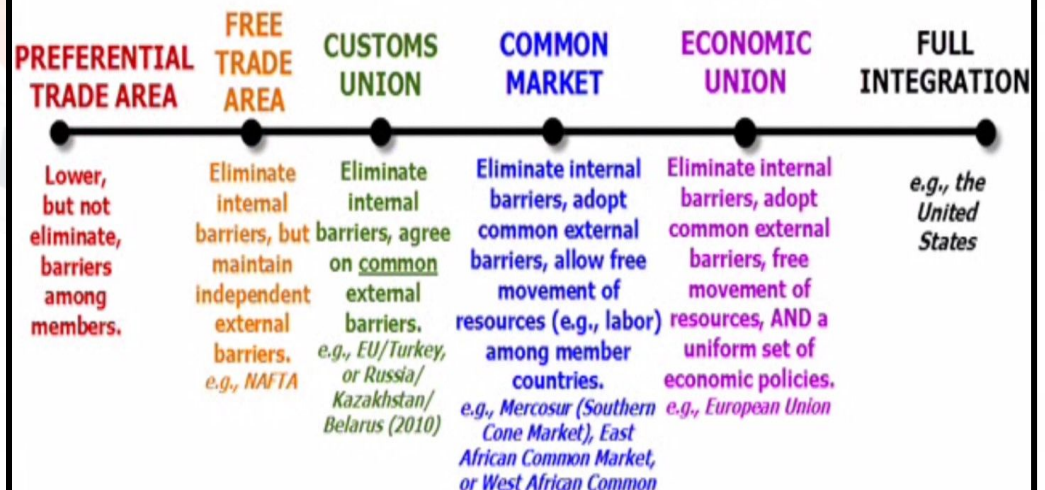 PREFERENTIAL
TRADE AREA
Lower,
but not
eliminate,
barriers
among
members.
FREE
TRADE
AREA
Eliminate
internal
barriers, but
maintain
independent
external
barriers.
e.g., NAFTA
CUSTOMS
UNION
Eliminate
internal
barriers, agree
on common
external
barriers.
e.g., EU/Turkey,
or Russia/
Kazakhstan/
Belarus (2010)
COMMON
MARKET
Eliminate internal
barriers, adopt
common external
barriers, allow free
movement of
resources (e.g., labor)
among member
countries.
e.g., Mercosur (Southern
Cone Market), East
African Common Market,
or West African Common
ECONOMIC
UNION
Eliminate internal
barriers, adopt
common external
barriers, free
movement of
resources, AND a
uniform set of
economic policies.
e.g., European Union
FULL
INTEGRATION
e.g., the
United
States